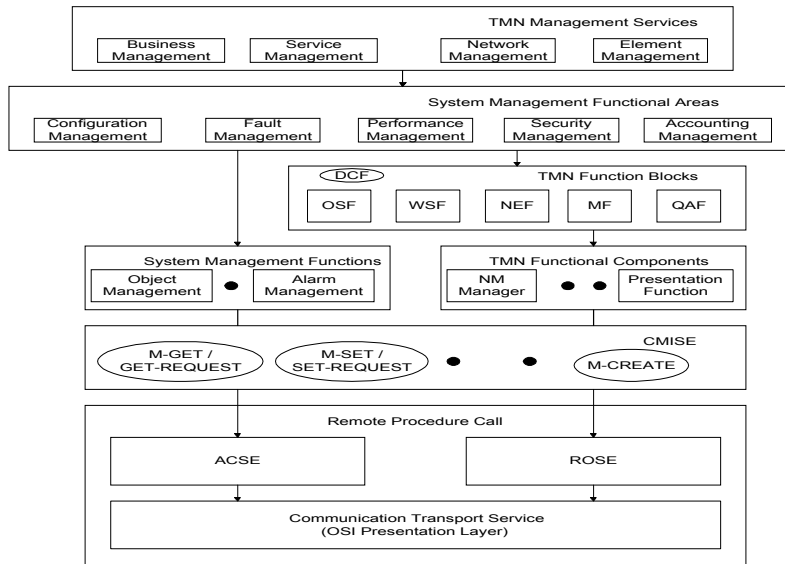 TMN Management Services
Business
Management
Service
Management
Network
Management
Element
Management
System Management Functional Areas
Configuration
Management
Fault
Management
Performance
Management
Security
Management
Accounting
Management
DCF
TMN Function Blocks
OSF
WSF
NEF
MF
QAF
System Management Functions
Object
Management
Alarm
Management
TMN Functional Components
NM
Manager
Presentation
Function
CMISE
M-GET /
GET-REQUEST
M-SET /
SET-REQUEST
M-CREATE
Remote Procedure Call
ACSE
ROSE
Communication Transport Service
(OSI Presentation Layer)